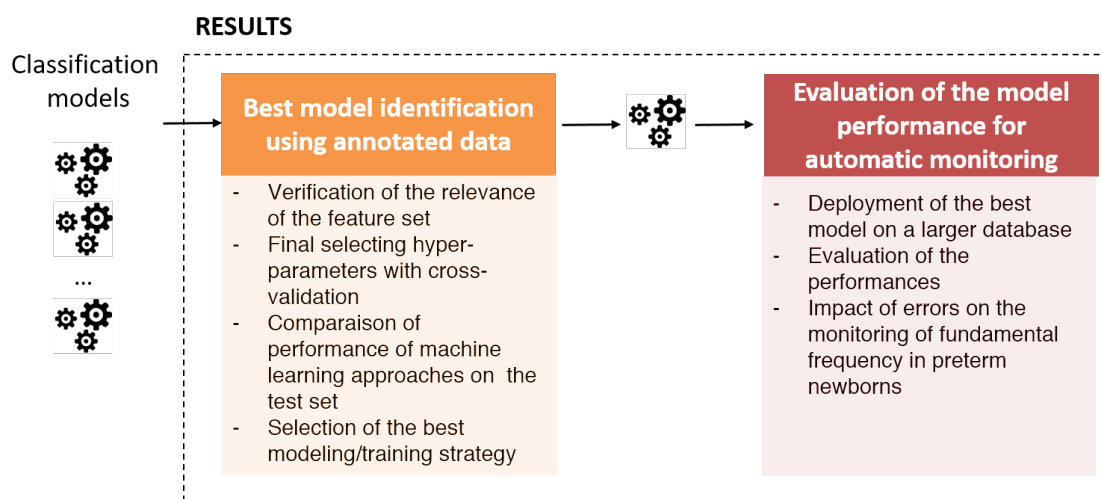 RESULTS
Classification
models
...
Best model identification
using annotated data
- Verification of the relevance
of the feature set
- Final selecting hyper-
parameters with cross-
validation
- Comparaison of
performance of machine
learning approaches on the
test set
- Selection of the best
modeling/training strategy
Evaluation of the model
performance for
automatic monitoring
- Deployment of the best
model on a larger database
- Evaluation of the
performances
- Impact of errors on the
monitoring of fundamental
frequency in preterm
newborns